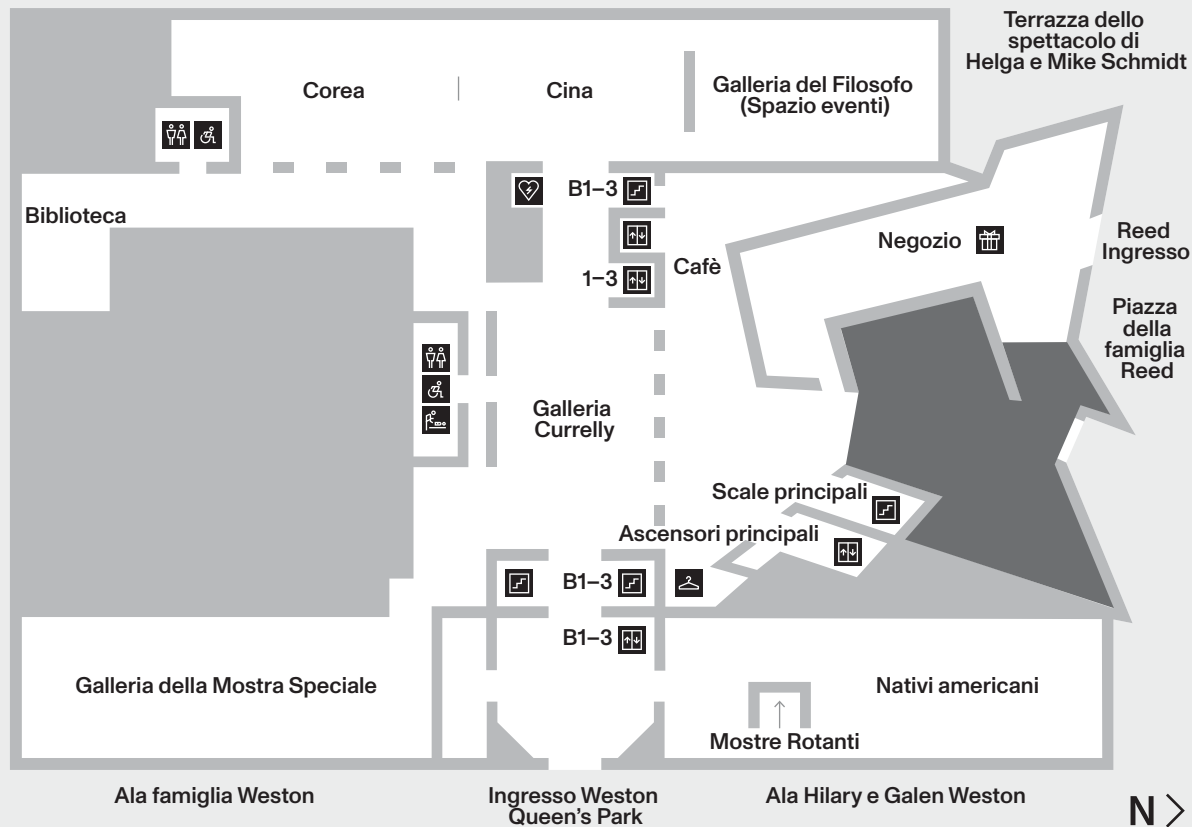 Terrazza dello
spettacolo di
Helga e Mike Schmidt
Corea
Cina
Galleria del Filosofo
(Spazio eventi)
B1–3
Biblioteca
Negozio
Reed
Ingresso
Cafè
1–3
Piazza
della
famiglia
Reed
Galleria
Currelly
Scale principali
Ascensori principali
B1–3
B1–3
Galleria della Mostra Speciale
Nativi americani
Mostre Rotanti
Ala famiglia Weston
Ingresso Weston
Queen's Park
Ala Hilary e Galen Weston
N